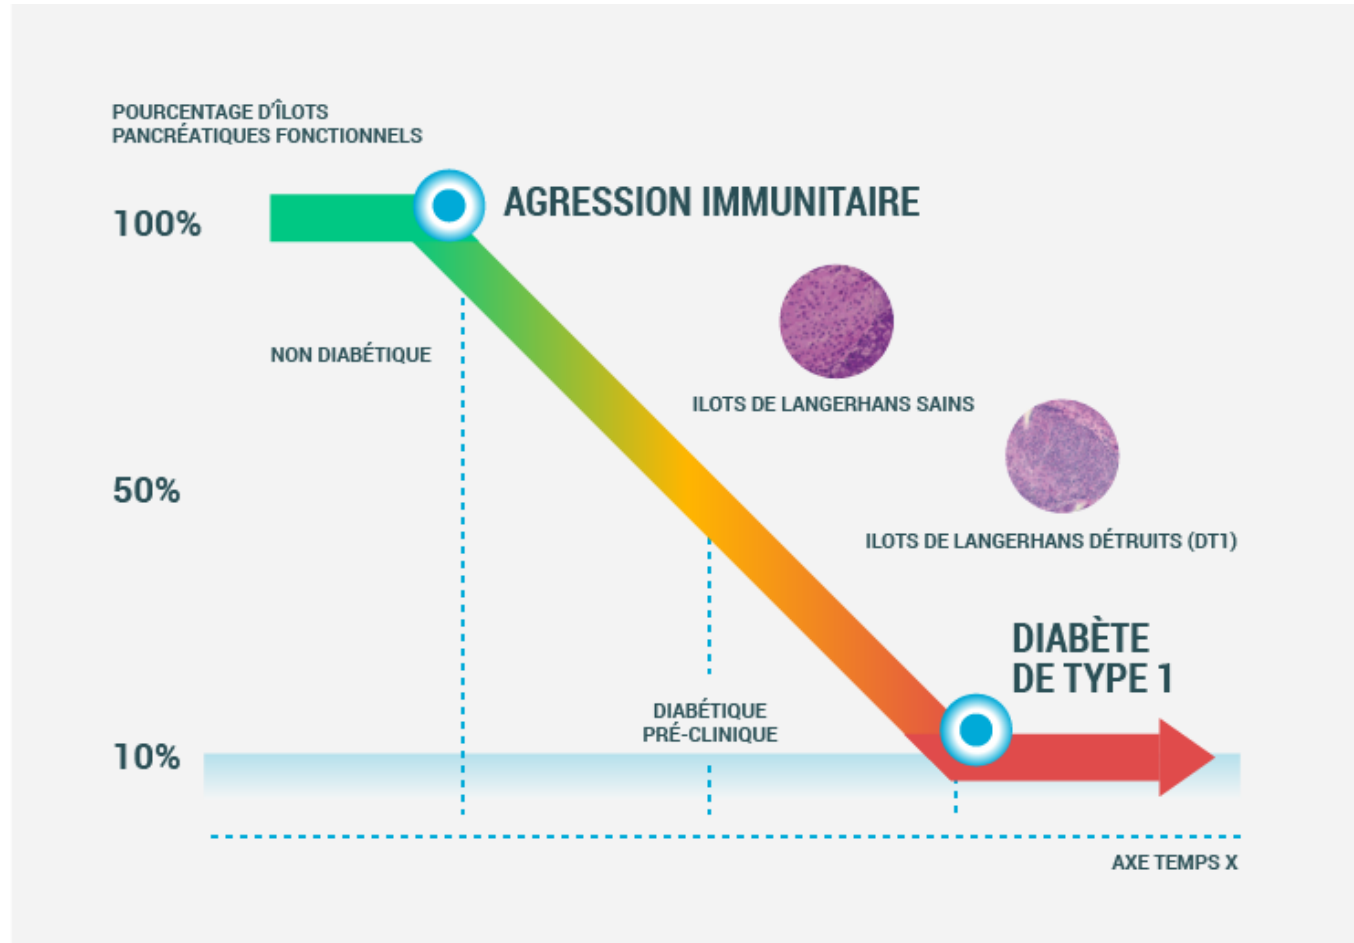 POURCENTAGE D'ÎLOTS
PANCRÉATIQUES FONCTIONNELS
100%
AGRESSION IMMUNITAIRE
NON DIABÉTIQUE
ILOTS DE LANGERHANS SAINS
50%
ILOTS DE LANGERHANS DÉTRUITS (DT1)
DIABÈTE
DE TYPE 1
DIABÉTIQUE
PRÉ-CLINIQUE
10%
AXE TEMPS X